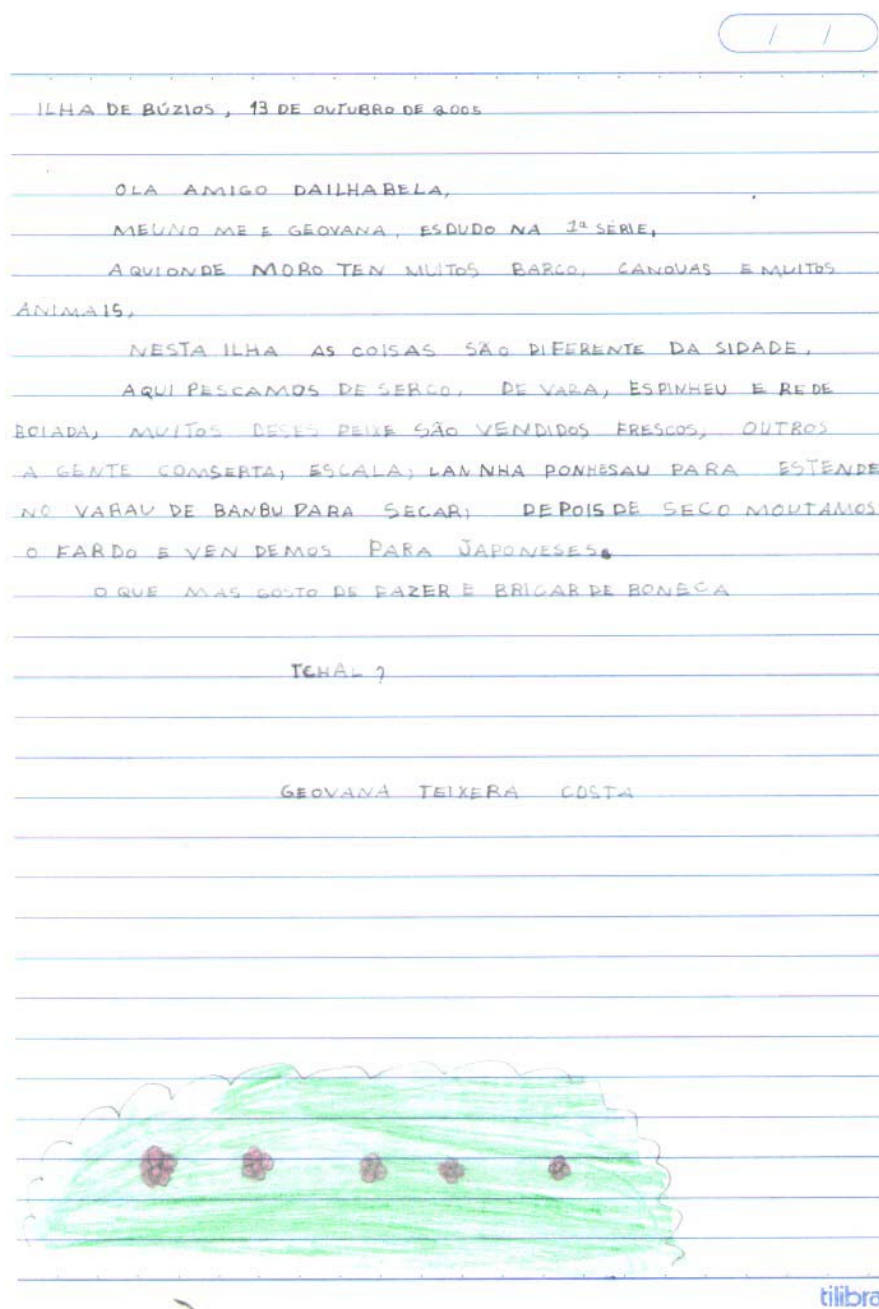 / /
ILHA DE BÚZIOS, 13 DE OUTUBRO DE 2005
OLA AMIGO DAILHABELA,
MEUNO ME E GEOVANA, ESDUDO NA 1ª SÉRIE,
AQUIONDE MORO TEN MUITOS BARCO, CANOUAS E MUITOS
ANIMAIS,
NESTA ILHA AS COISAS SÃO DIFERENTE DA SIDADE,
AQUI PESCAMOS DE SERCO, DE VARA, ESPINHEU E REDE
BOIADA, MUITOS DESES PEIXE SÃO VENDIDOS FRESCOS, OUTROS
A GENTE COMSERTA, ESCALA, LANNHA PONHESAU PARA ESTENDE
NO VARAU DE BANBU PARA SECAR, DEPOIS DE SECO MOUTAMOS
O FARDO E VEN DEMOS PARA JAPONESES.
O QUE MAS GOSTO DE FAZER E BRIGAR DE BONECA
TCHAL ?
GEOVANA TEIXERA COSTA
tilibra